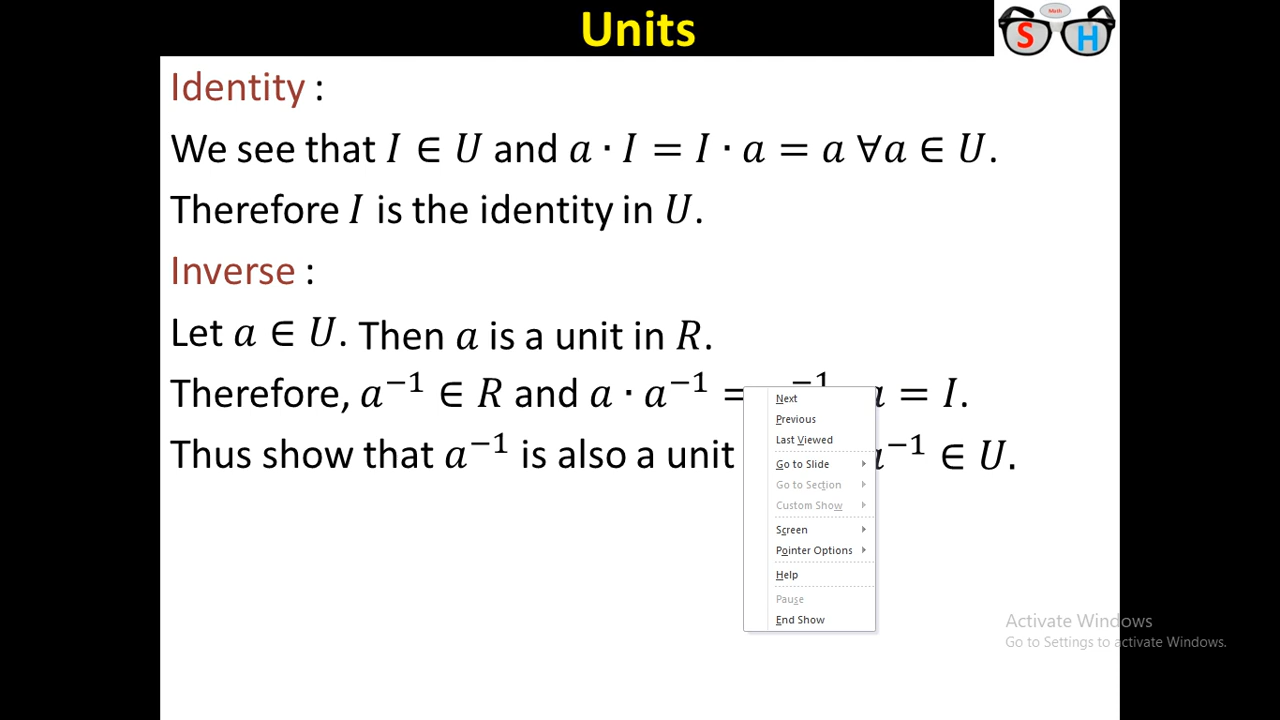 Units
Math
S H
Identity :
We see that 𝐼 ∈ 𝑈 and 𝑎 · 𝐼 = 𝐼 · 𝑎 = 𝑎 ∀𝑎 ∈ 𝑈.
Therefore 𝐼 is the identity in 𝑈.
Inverse :
Let 𝑎 ∈ 𝑈. Then 𝑎 is a unit in 𝑅.
Therefore, 𝑎⁻¹ ∈ 𝑅 and 𝑎 · 𝑎⁻¹ = ⁻¹ 𝑎 = 𝐼.
Thus show that 𝑎⁻¹ is also a unit 𝑎⁻¹ ∈ 𝑈.
Next
Previous
Last Viewed
Go to Slide
Go to Section
Custom Show
Screen
Pointer Options
Help
Pause
End Show
Activate Windows
Go to Settings to activate Windows.